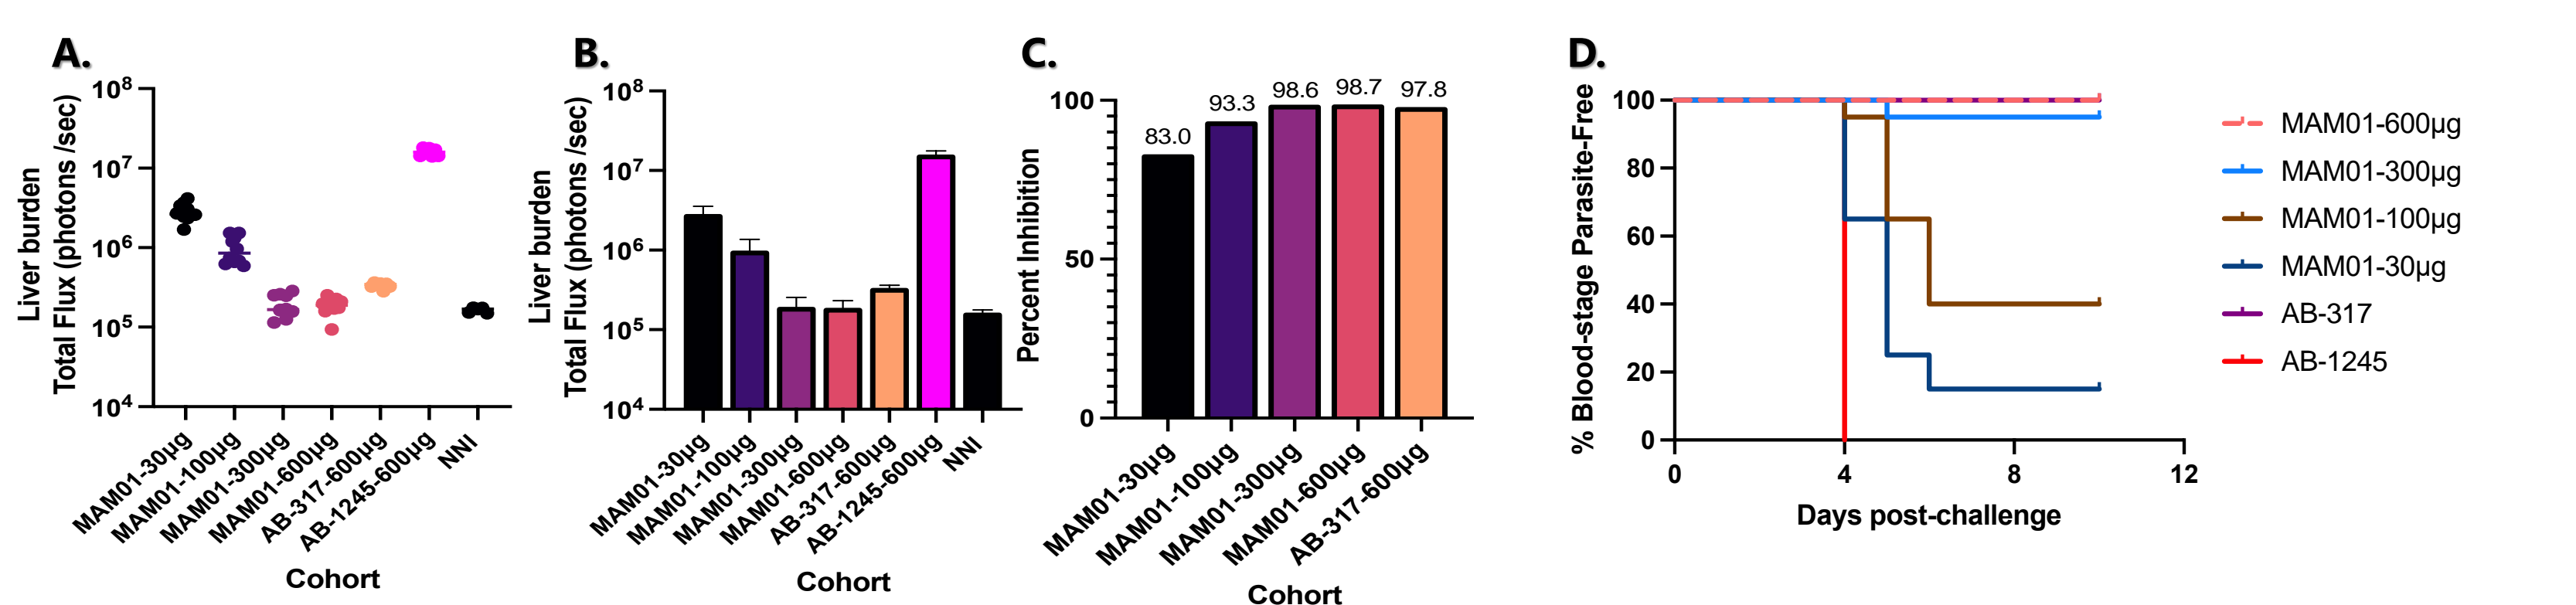 A.
Liver burden
Total Flux (photons /sec)
10⁸
10⁷
10⁶
10⁵
10⁴
MAM01-30µg
MAM01-100µg
MAM01-300µg
MAM01-600µg
AB-317-600µg
AB-1245-600µg
NNI
Cohort
B.
Liver burden
Total Flux (photons /sec)
10⁸
10⁷
10⁶
10⁵
10⁴
MAM01-30µg
MAM01-100µg
MAM01-300µg
MAM01-600µg
AB-317-600µg
AB-1245-600µg
NNI
Cohort
C.
Percent Inhibition
100
50
0
83.0
93.3
98.6
98.7
97.8
MAM01-30µg
MAM01-100µg
MAM01-300µg
MAM01-600µg
AB-317-600µg
Cohort
D.
% Blood-stage Parasite-Free
100
80
60
40
20
0
0
4
8
12
Days post-challenge
MAM01-600µg
MAM01-300µg
MAM01-100µg
MAM01-30µg
AB-317
AB-1245